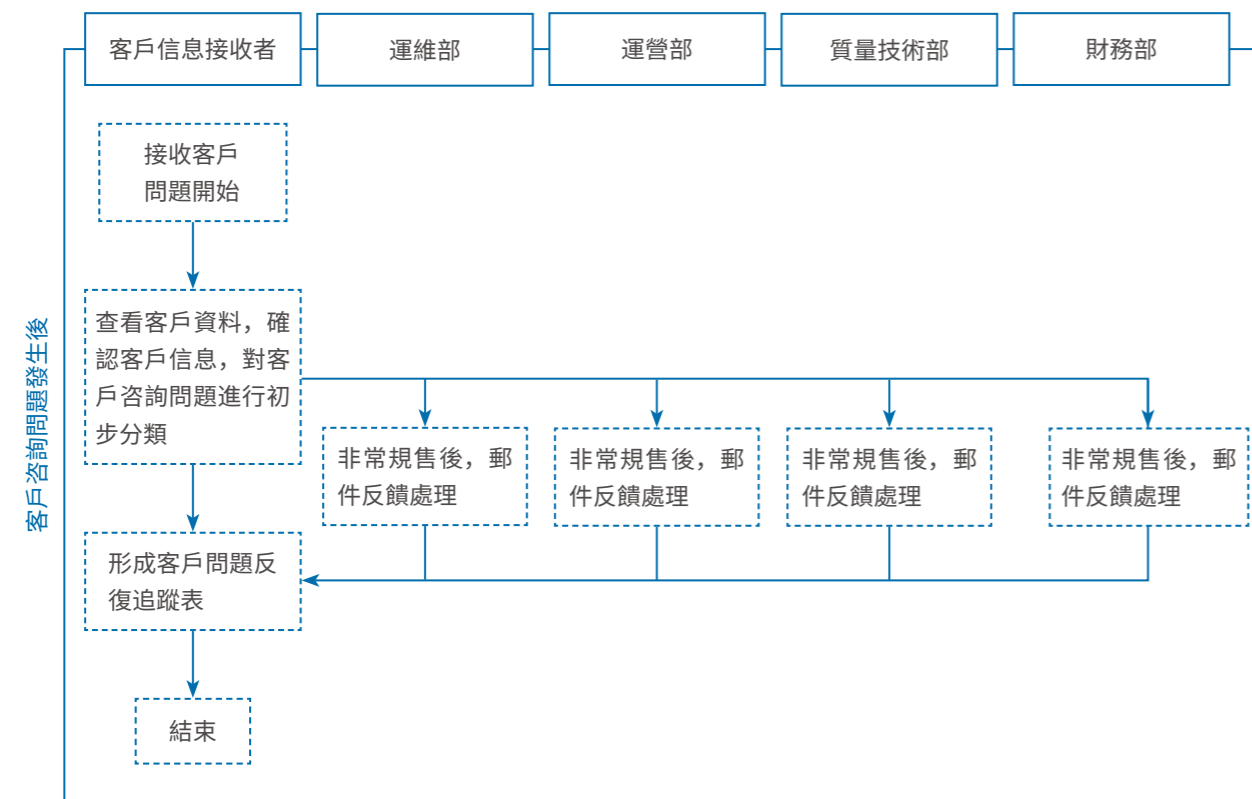 客戶信息接收者
運維部
運營部
質量技術部
財務部
客戶咨詢問題發生後
接收客戶
問題開始
查看客戶資料，確
認客戶信息，對客
戶咨詢問題進行初
步分類
非常規售後，郵
件反饋處理
非常規售後，郵
件反饋處理
非常規售後，郵
件反饋處理
非常規售後，郵
件反饋處理
形成客戶問題反
復追蹤表
結束